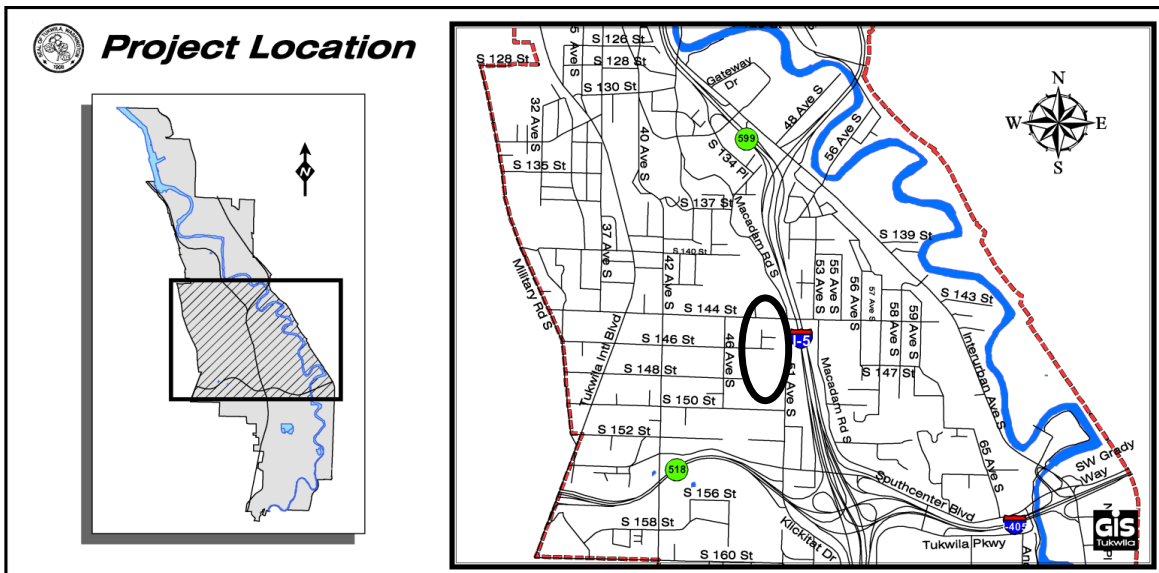 SEAL OF TUKWILA, WASHINGTON
1908
Project Location
N
S 126 St
S 128 St
S 128 St
S 130 St
Gateway
Dr
32 Ave S
40 Ave S
48 Ave S
56 Ave S
599
S 134 Pl
S 135 St
S 137 St
Macadam Rd S
37 Ave S
42 Ave S
S 140 St
S 139 St
N
W
E
S
Military Rd S
Tukwila Intl Blvd
S 144 St
53 Ave S
55 Ave S
56 Ave S
57 Ave S
58 Ave S
59 Ave S
S 143 St
Interurban Ave S
S 146 St
46 Ave S
I-5
51 Ave S
Macadam Rd S
S 148 St
S 147 St
S 150 St
S 152 St
65 Ave S
SW Grady
Way
518
Southcenter Blvd
S 156 St
S 158 St
Klickitat Dr
Tukwila Pkwy
I-405
S 160 St
GIS
Tukwila